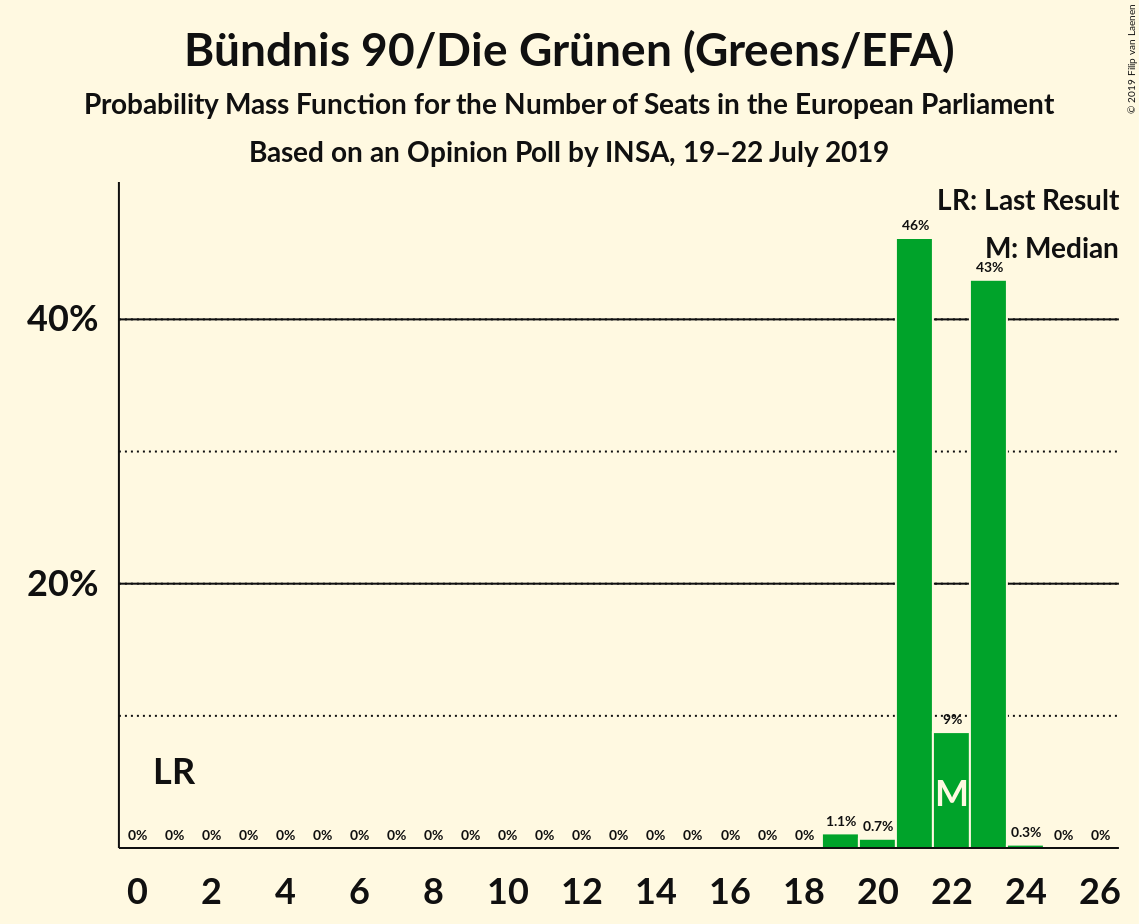 Bündnis 90/Die Grünen (Greens/EFA)
Probability Mass Function for the Number of Seats in the European Parliament
Based on an Opinion Poll by INSA, 19–22 July 2019
© 2019 Filip van Laenen
LR: Last Result
M: Median
46%
43%
40%
20%
9%
LR
M
0% 0% 0% 0% 0% 0% 0% 0% 0% 0% 0% 0% 0% 0% 0% 0% 0% 0% 0% 1.1% 0.7% 0.3% 0% 0%
0 2 4 6 8 10 12 14 16 18 20 22 24 26